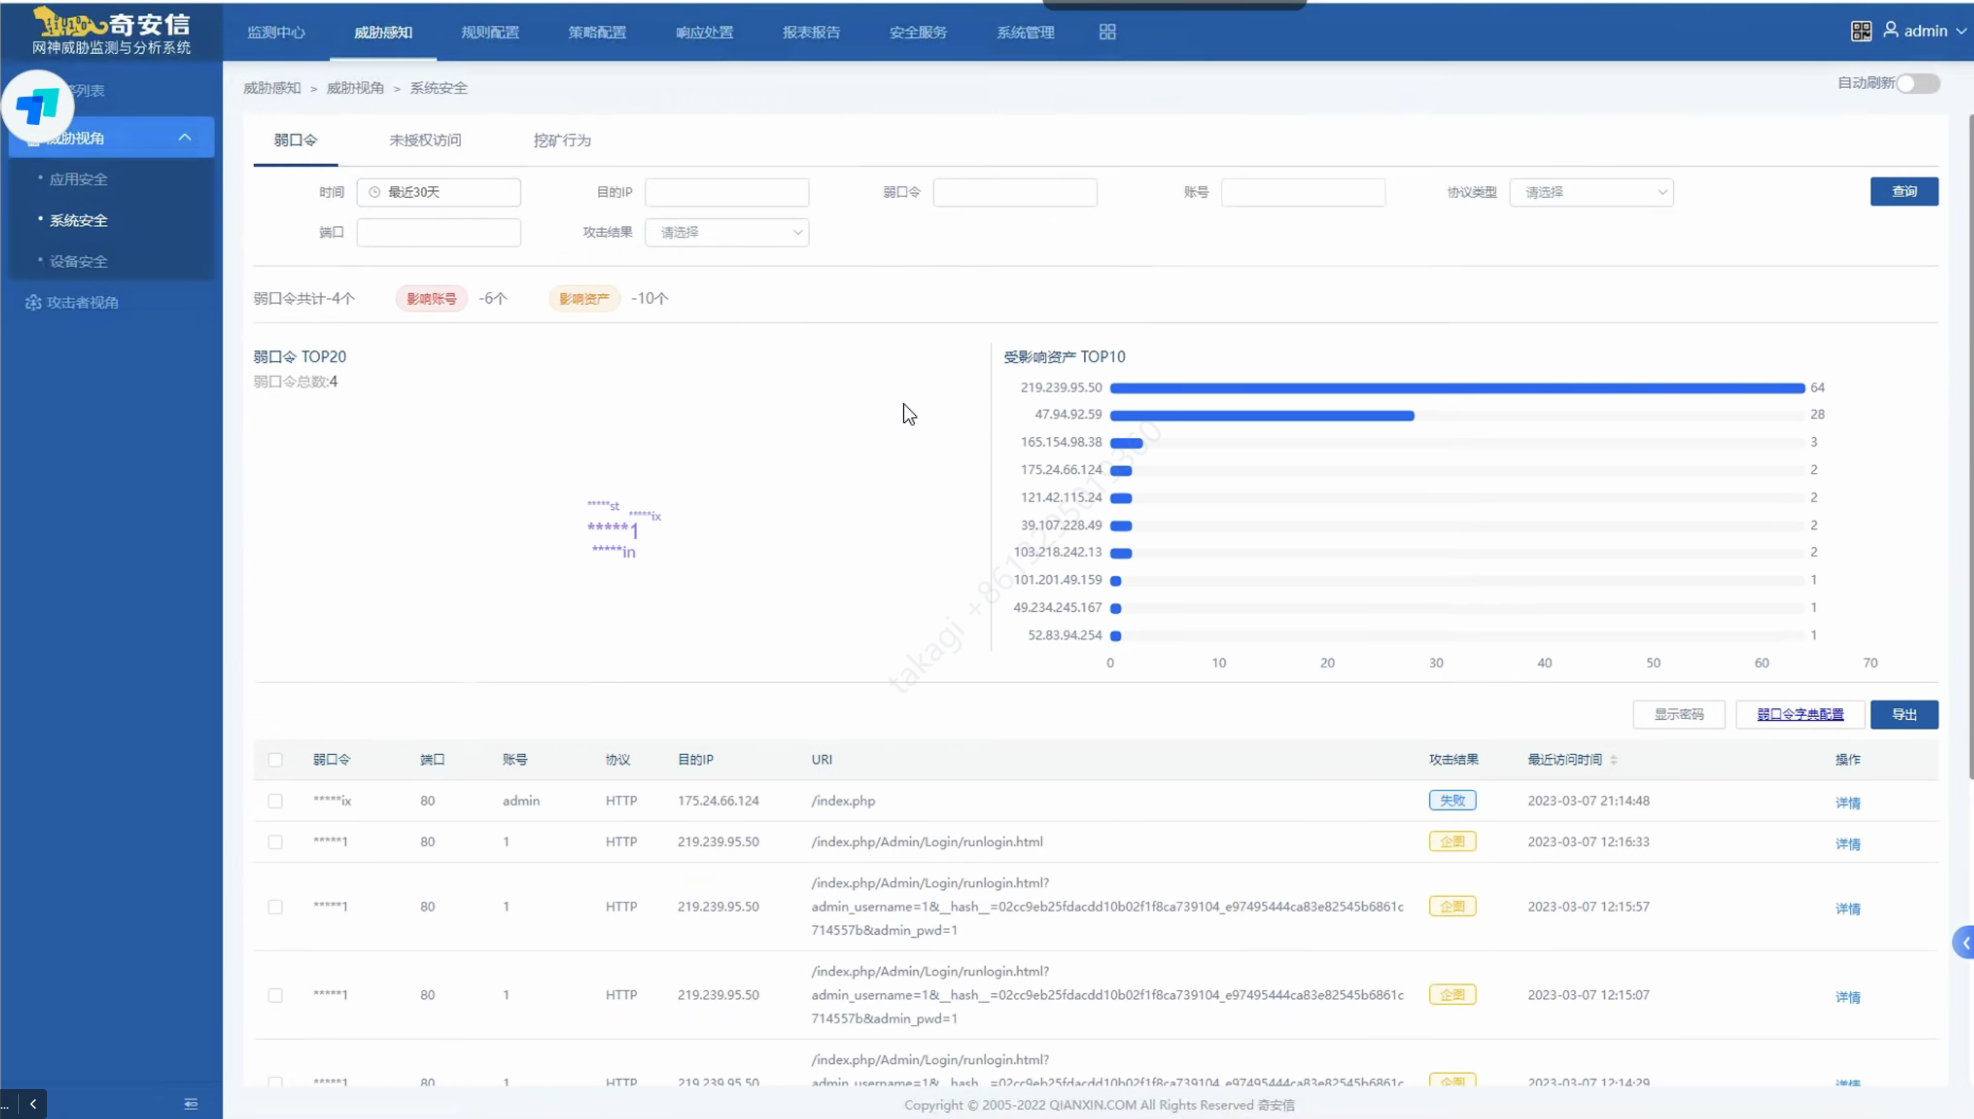 奇安信
网神威胁监测与分析系统
监测中心 威胁感知 规则配置 策略配置 响应处置 报表报告 安全服务 系统管理
admin
列表
威胁视角
应用安全
系统安全
设备安全
攻击者视角
威胁感知 > 威胁视角 > 系统安全
自动刷新
弱口令 未授权访问 挖矿行为
时间 最近30天 目的IP 弱口令 账号 协议类型 请选择 查询
端口 攻击结果 请选择
弱口令共计-4个 影响账号 -6个 影响资产 -10个
弱口令 TOP20
弱口令总数:4
*****st
*****ix
*****1
*****in
受影响资产 TOP10
219.239.95.50 64
47.94.92.59 28
165.154.98.38 3
175.24.66.124 2
121.42.115.24 2
39.107.228.49 2
103.218.242.13 2
101.201.49.159 1
49.234.245.167 1
52.83.94.254 1
0 10 20 30 40 50 60 70
显示密码 弱口令字典配置 导出
弱口令 端口 账号 协议 目的IP URI 攻击结果 最近访问时间 操作
*****ix 80 admin HTTP 175.24.66.124 /index.php 失败 2023-03-07 21:14:48 详情
*****1 80 1 HTTP 219.239.95.50 /index.php/Admin/Login/runlogin.html 企图 2023-03-07 12:16:33 详情
/index.php/Admin/Login/runlogin.html?
*****1 80 1 HTTP 219.239.95.50 admin_username=1&__hash__=02cc9eb25fdacdd10b02f1f8ca739104_e97495444ca83e82545b6861c 企图 2023-03-07 12:15:57 详情
714557b&admin_pwd=1
/index.php/Admin/Login/runlogin.html?
*****1 80 1 HTTP 219.239.95.50 admin_username=1&__hash__=02cc9eb25fdacdd10b02f1f8ca739104_e97495444ca83e82545b6861c 企图 2023-03-07 12:15:07 详情
714557b&admin_pwd=1
/index.php/Admin/Login/runlogin.html?
*****1 80 1 HTTP 219.239.95.50 admin_username=1&__hash__=02cc9eb25fdacdd10b02f1f8ca739104_e97495444ca83e82545b6861c 企图 2023-03-07 12:14:29 详情
Copyright © 2005-2022 QIANXIN.COM All Rights Reserved 奇安信